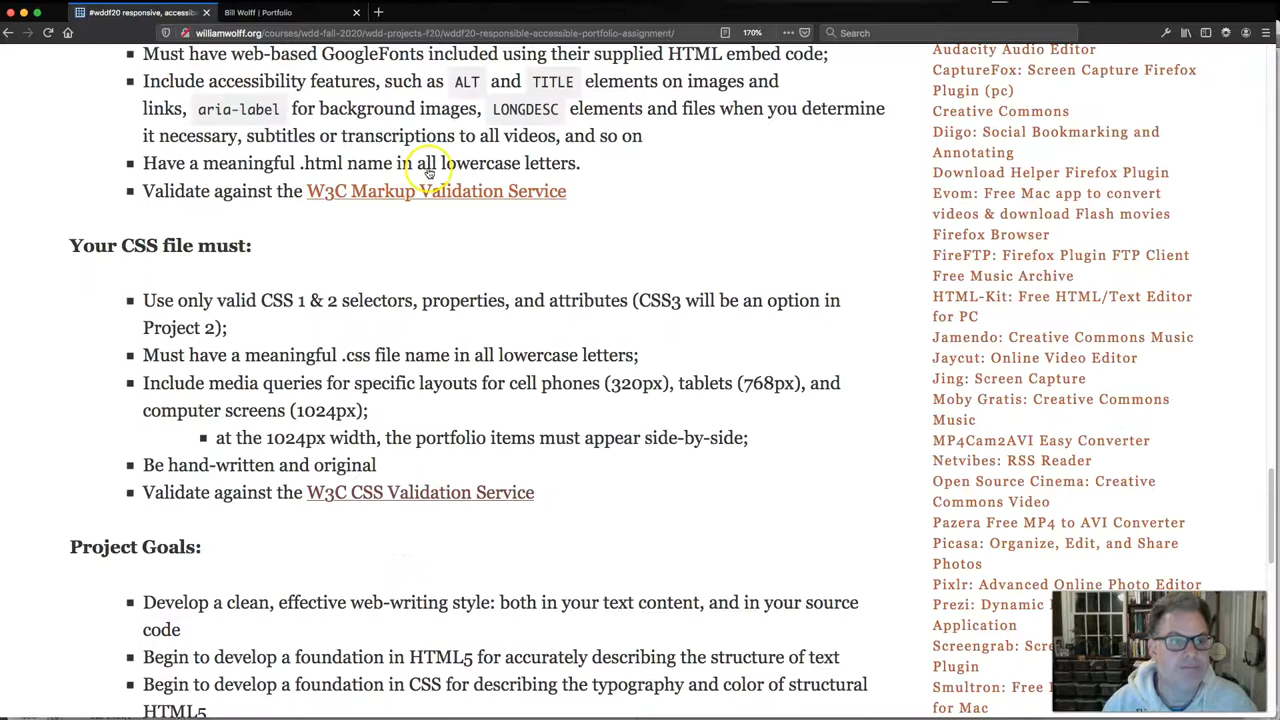 #wddf20 responsive, accessib
Bill Wolff | Portfolio
williamwolff.org/courses/wdd-fall-2020/wdd-projects-f20/wddf20-responsive-accessible-portfolio-assignment/
170%
Search
Must have web-based GoogleFonts included using their supplied HTML embed code;
Include accessibility features, such as ALT and TITLE elements on images and
links, aria-label for background images, LONGDESC elements and files when you determine
it necessary, subtitles or transcriptions to all videos, and so on
Have a meaningful .html name in all lowercase letters.
Validate against the W3C Markup Validation Service
Your CSS file must:
Use only valid CSS 1 & 2 selectors, properties, and attributes (CSS3 will be an option in
Project 2);
Must have a meaningful .css file name in all lowercase letters;
Include media queries for specific layouts for cell phones (320px), tablets (768px), and
computer screens (1024px);
at the 1024px width, the portfolio items must appear side-by-side;
Be hand-written and original
Validate against the W3C CSS Validation Service
Project Goals:
Develop a clean, effective web-writing style: both in your text content, and in your source
code
Begin to develop a foundation in HTML5 for accurately describing the structure of text
Begin to develop a foundation in CSS for describing the typography and color of structural
HTML5
Audacity Audio Editor
CaptureFox: Screen Capture Firefox
Plugin (pc)
Creative Commons
Diigo: Social Bookmarking and
Annotating
Download Helper Firefox Plugin
Evom: Free Mac app to convert
videos & download Flash movies
Firefox Browser
FireFTP: Firefox Plugin FTP Client
Free Music Archive
HTML-Kit: Free HTML/Text Editor
for PC
Jamendo: Creative Commons Music
Jaycut: Online Video Editor
Jing: Screen Capture
Moby Gratis: Creative Commons
Music
MP4Cam2AVI Easy Converter
Netvibes: RSS Reader
Open Source Cinema: Creative
Commons Video
Pazera Free MP4 to AVI Converter
Picasa: Organize, Edit, and Share
Photos
Pixlr: Advanced Online Photo Editor
Prezi: Dynamic
Application
Screengrab:
Plugin
Smultron: Free
for Mac